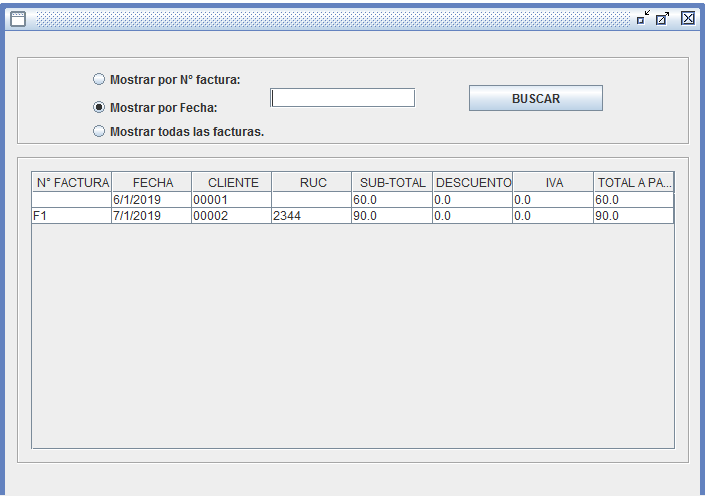 Mostrar por N° factura:
Mostrar por Fecha:
BUSCAR
Mostrar todas las facturas.
N° FACTURA FECHA CLIENTE RUC SUB-TOTAL DESCUENTO IVA TOTAL A PA...
6/1/2019 00001 60.0 0.0 0.0 60.0
F1 7/1/2019 00002 2344 90.0 0.0 0.0 90.0